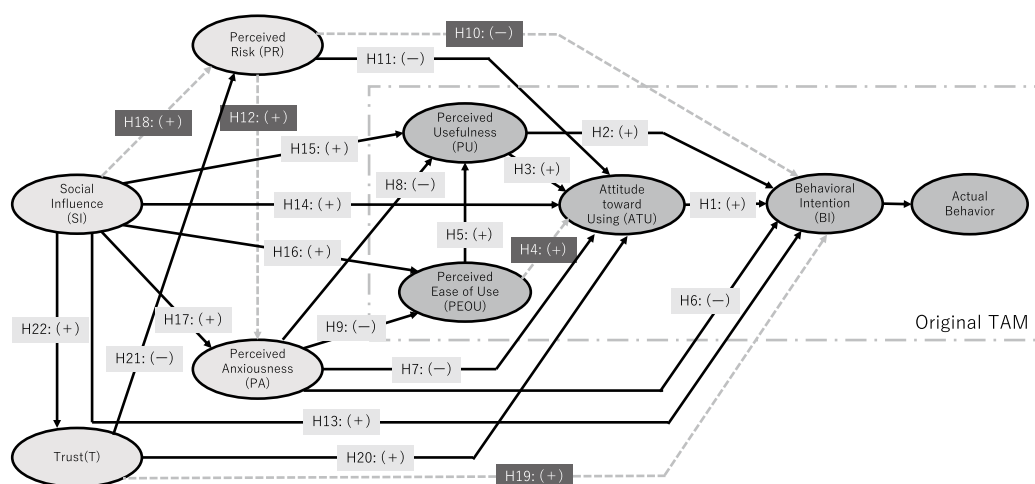 Perceived
Risk (PR)
H10: (−)
H11: (−)
H18: (+)
H12: (+)
Perceived
Usefulness
(PU)
H15: (+)
H2: (+)
H3: (+)
H8: (−)
Social
Influence
(SI)
H14: (+)
Attitude
toward
Using (ATU)
H1: (+)
Behavioral
Intention
(BI)
Actual
Behavior
H5: (+)
H4: (+)
H16: (+)
Perceived
Ease of Use
(PEOU)
H6: (−)
H22: (+)
H17: (+)
H9: (−)
Original TAM
H21: (−)
Perceived
Anxiousness
(PA)
H7: (−)
H13: (+)
Trust(T)
H20: (+)
H19: (+)